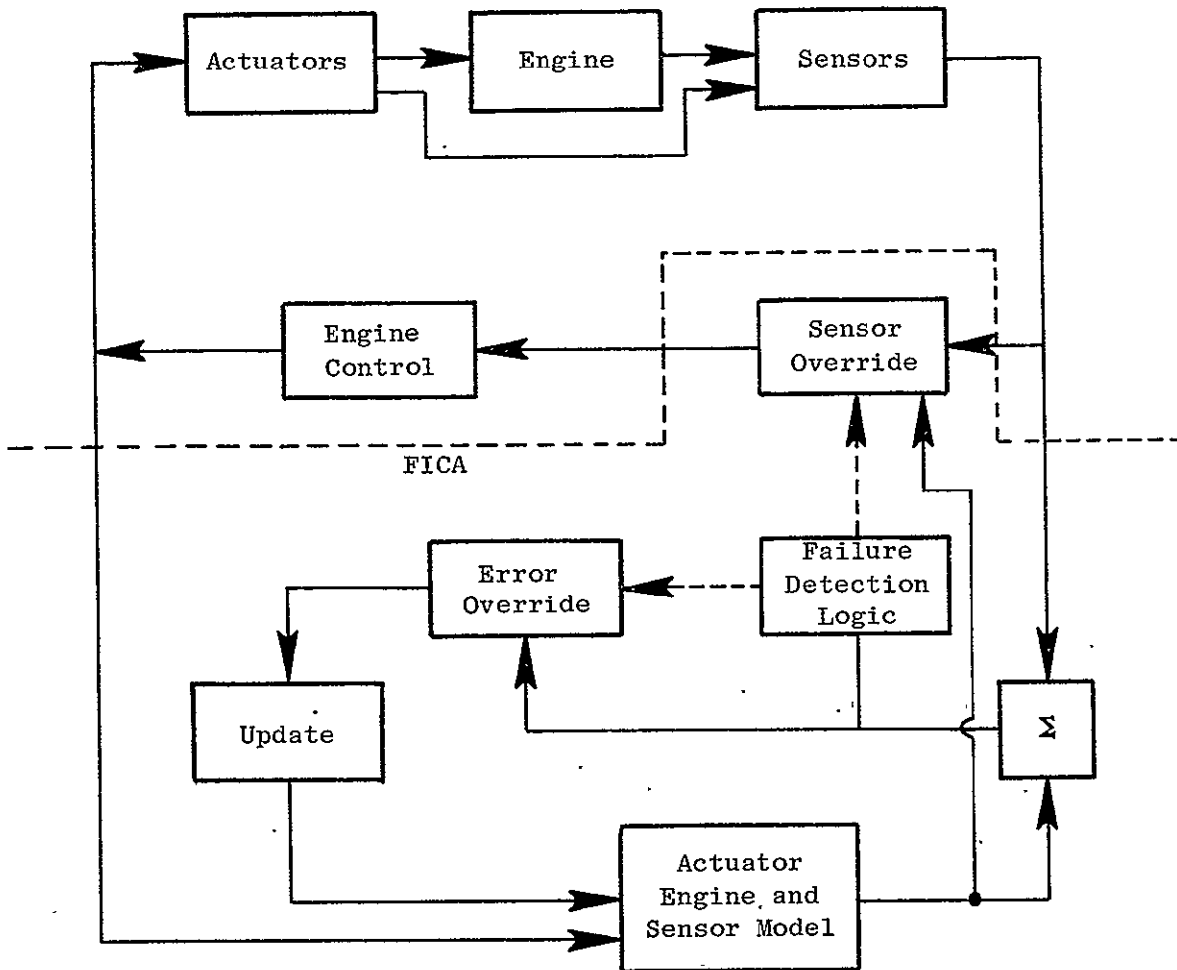 Actuators
Engine
Sensors
Engine
Control
Sensor
Override
FICA
Error
Override
Failure
Detection
Logic
Update
Σ
Actuator
Engine and
Sensor Model